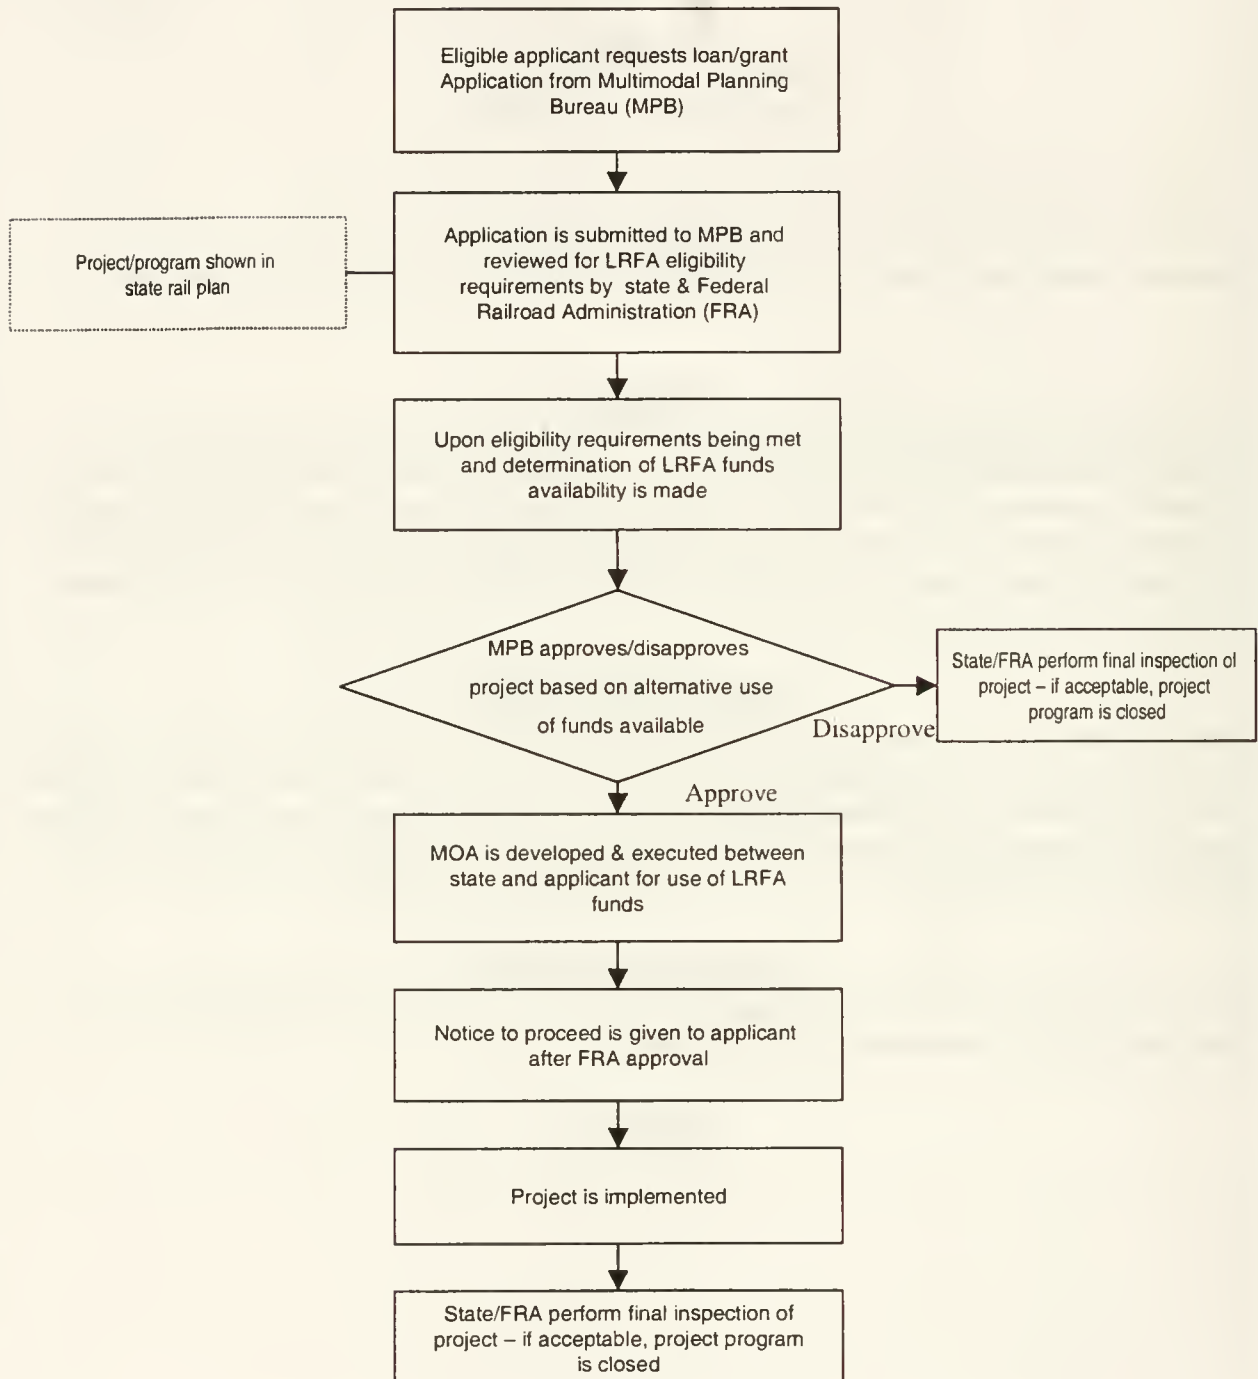 Eligible applicant requests loan/grant
Application from Multimodal Planning
Bureau (MPB)
Project/program shown in
state rail plan
Application is submitted to MPB and
reviewed for LRFA eligibility
requirements by state & Federal
Railroad Administration (FRA)
Upon eligibility requirements being met
and determination of LRFA funds
availability is made
MPB approves/disapproves
project based on alternative use
of funds available
Disapprove
State/FRA perform final inspection of
project – if acceptable, project
program is closed
Approve
MOA is developed & executed between
state and applicant for use of LRFA
funds
Notice to proceed is given to applicant
after FRA approval
Project is implemented
State/FRA perform final inspection of
project – if acceptable, project program
is closed